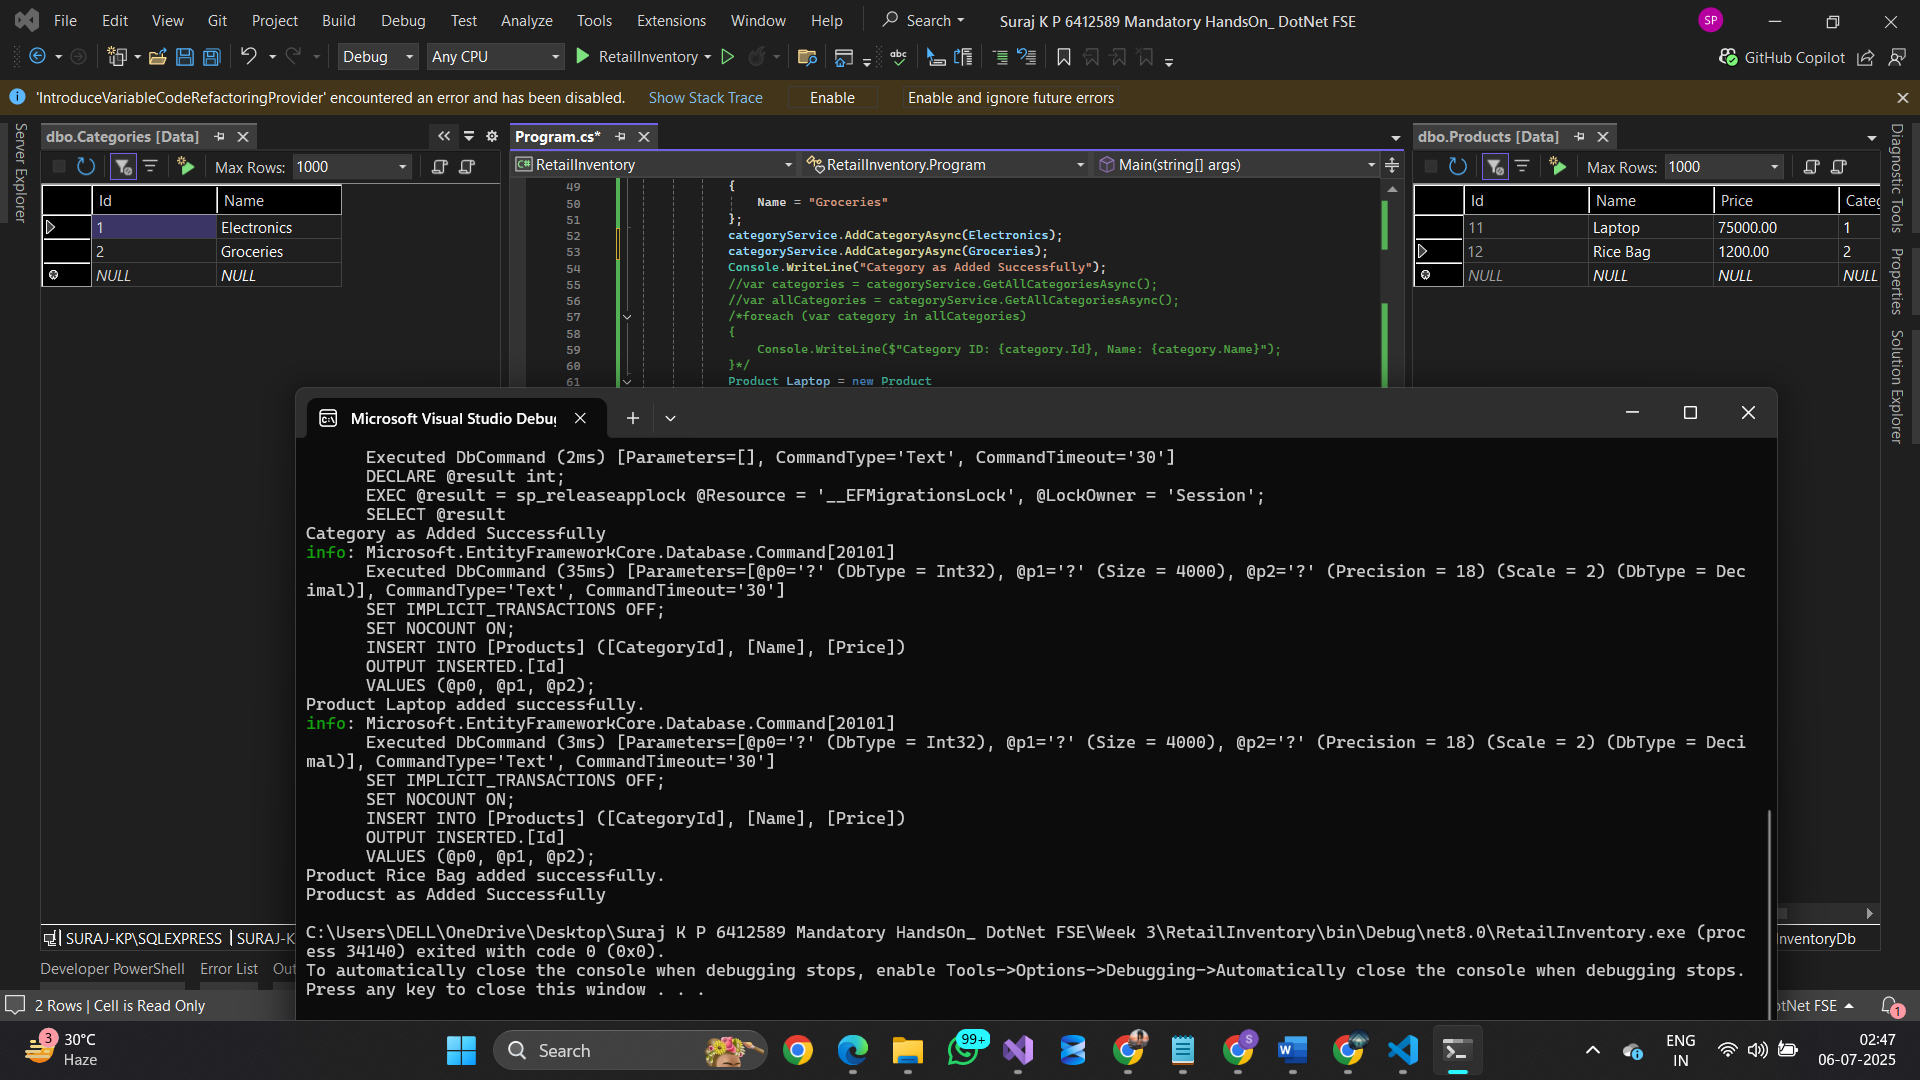 File Edit View Git Project Build Debug Test Analyze Tools Extensions Window Help Search Suraj K P 6412589 Mandatory HandsOn_ DotNet FSE SP
Debug Any CPU RetailInventory GitHub Copilot
'IntroduceVariableCodeRefactoringProvider' encountered an error and has been disabled. Show Stack Trace Enable Enable and ignore future errors
Server Explorer
dbo.Categories [Data]
Max Rows: 1000
Id Name
1 Electronics
2 Groceries
NULL NULL
Program.cs*
RetailInventory RetailInventory.Program Main(string[] args)
49 {
50 Name = "Groceries"
51 };
52 categoryService.AddCategoryAsync(Electronics);
53 categoryService.AddCategoryAsync(Groceries);
54 Console.WriteLine("Category as Added Successfully");
55 //var categories = categoryService.GetAllCategoriesAsync();
56 //var allCategories = categoryService.GetAllCategoriesAsync();
57 /*foreach (var category in allCategories)
58 {
59 Console.WriteLine($"Category ID: {category.Id}, Name: {category.Name}");
60 }*/
61 Product Laptop = new Product
dbo.Products [Data]
Max Rows: 1000
Id Name Price Categ
11 Laptop 75000.00 1
12 Rice Bag 1200.00 2
NULL NULL NULL NULL
Diagnostic Tools
Properties
Solution Explorer
Microsoft Visual Studio Debug
Executed DbCommand (2ms) [Parameters=[], CommandType='Text', CommandTimeout='30']
DECLARE @result int;
EXEC @result = sp_releaseapplock @Resource = '__EFMigrationsLock', @LockOwner = 'Session';
SELECT @result
Category as Added Successfully
info: Microsoft.EntityFrameworkCore.Database.Command[20101]
Executed DbCommand (35ms) [Parameters=[@p0='?' (DbType = Int32), @p1='?' (Size = 4000), @p2='?' (Precision = 18) (Scale = 2) (DbType = Dec
imal)], CommandType='Text', CommandTimeout='30']
SET IMPLICIT_TRANSACTIONS OFF;
SET NOCOUNT ON;
INSERT INTO [Products] ([CategoryId], [Name], [Price])
OUTPUT INSERTED.[Id]
VALUES (@p0, @p1, @p2);
Product Laptop added successfully.
info: Microsoft.EntityFrameworkCore.Database.Command[20101]
Executed DbCommand (3ms) [Parameters=[@p0='?' (DbType = Int32), @p1='?' (Size = 4000), @p2='?' (Precision = 18) (Scale = 2) (DbType = Deci
mal)], CommandType='Text', CommandTimeout='30']
SET IMPLICIT_TRANSACTIONS OFF;
SET NOCOUNT ON;
INSERT INTO [Products] ([CategoryId], [Name], [Price])
OUTPUT INSERTED.[Id]
VALUES (@p0, @p1, @p2);
Product Rice Bag added successfully.
Producst as Added Successfully
C:\Users\DELL\OneDrive\Desktop\Suraj K P 6412589 Mandatory HandsOn_ DotNet FSE\Week 3\RetailInventory\bin\Debug\net8.0\RetailInventory.exe (proc
ess 34140) exited with code 0 (0x0).
To automatically close the console when debugging stops, enable Tools->Options->Debugging->Automatically close the console when debugging stops.
Press any key to close this window . . .
SURAJ-KP\SQLEXPRESS SURAJ-K
InventoryDb
Developer PowerShell Error List Out
2 Rows | Cell is Read Only
otNet FSE 1
3 30°C
Haze
Search
99+
ENG
IN
02:47
06-07-2025